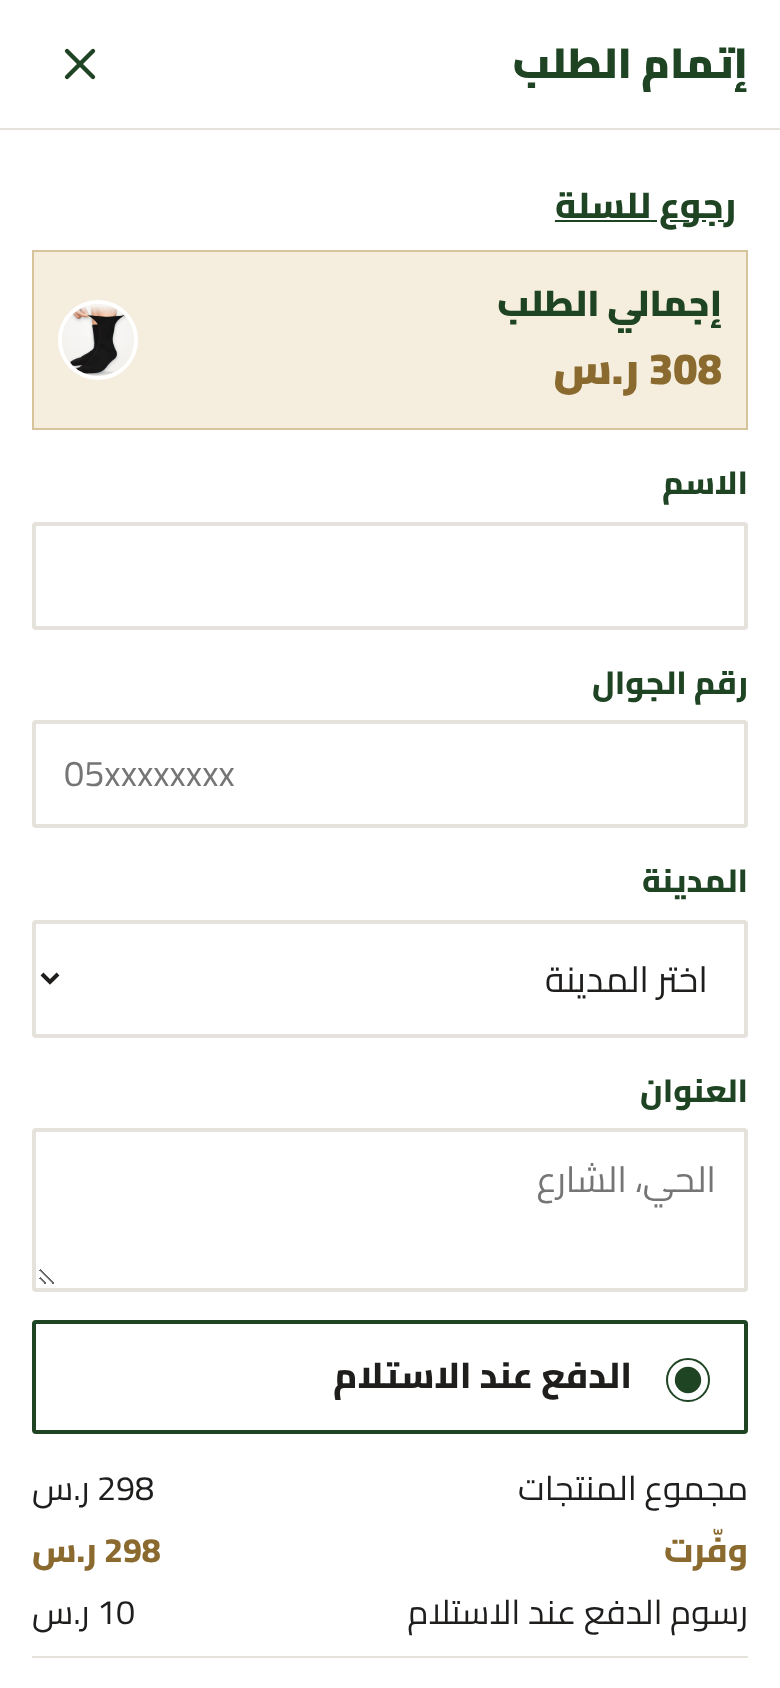 إتمام الطلب
رجوع للسلة
إجمالي الطلب
308 ر.س
الاسم
رقم الجوال
05xxxxxxxx
المدينة
اختر المدينة
العنوان
الحي، الشارع
الدفع عند الاستلام
مجموع المنتجات 298 ر.س
وفّرت 298 ر.س
رسوم الدفع عند الاستلام 10 ر.س